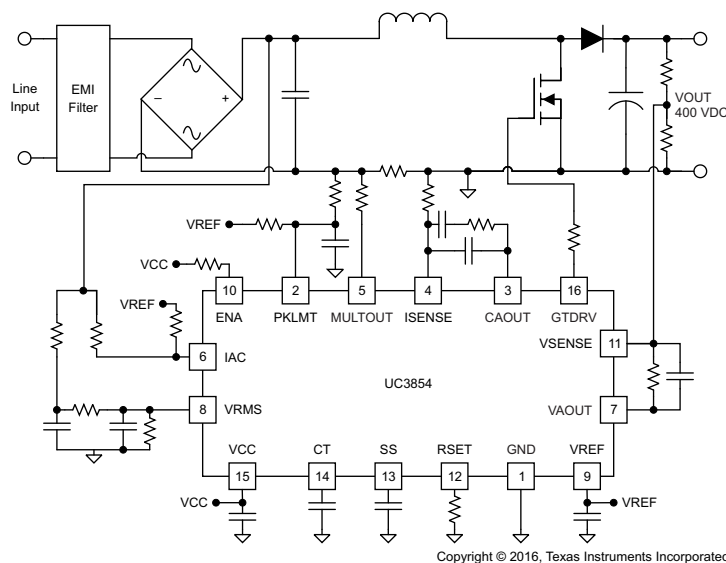 Line
Input
EMI
Filter
− +
VOUT
400 VDC
VREF
VCC
10
2
5
4
3
16
VREF
ENA
PKLMT
MULTOUT
ISENSE
CAOUT
GTDRV
VSENSE
11
6
IAC
UC3854
8
VRMS
VAOUT
7
VCC
CT
SS
RSET
GND
VREF
15
14
13
12
1
9
VCC
VREF
Copyright © 2016, Texas Instruments Incorporated